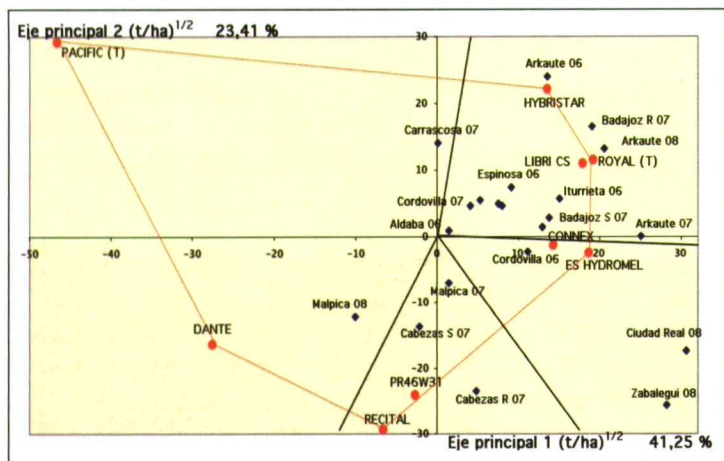 Eje principal 2 (t/ha)1/2 23,41 %
30
PACIFIC (T)
Arkaute 06
HYBRISTAR
20
Badajoz R 07
Carrascosa 07
Arkaute 08
LIBRI CS
ROYAL (T)
10
Espinosa 06
Cordovilla 07
Iturrieta 06
Badajoz S 07
Aldaba 06
Arkaute 07
0
CONNEX
-50 -40 -30 -20 -10 0 10 20 30
Cordovilla 06
ES HYDROMEL
Malpica 07
-10
Malpica 08
DANTE
Cabezas S 07
Ciudad Real 08
-20
PR46W31
Cabezas R 07
Zabalegui 08
RECITAL
-30
Eje principal 1 (t/ha)1/2 41,25 %